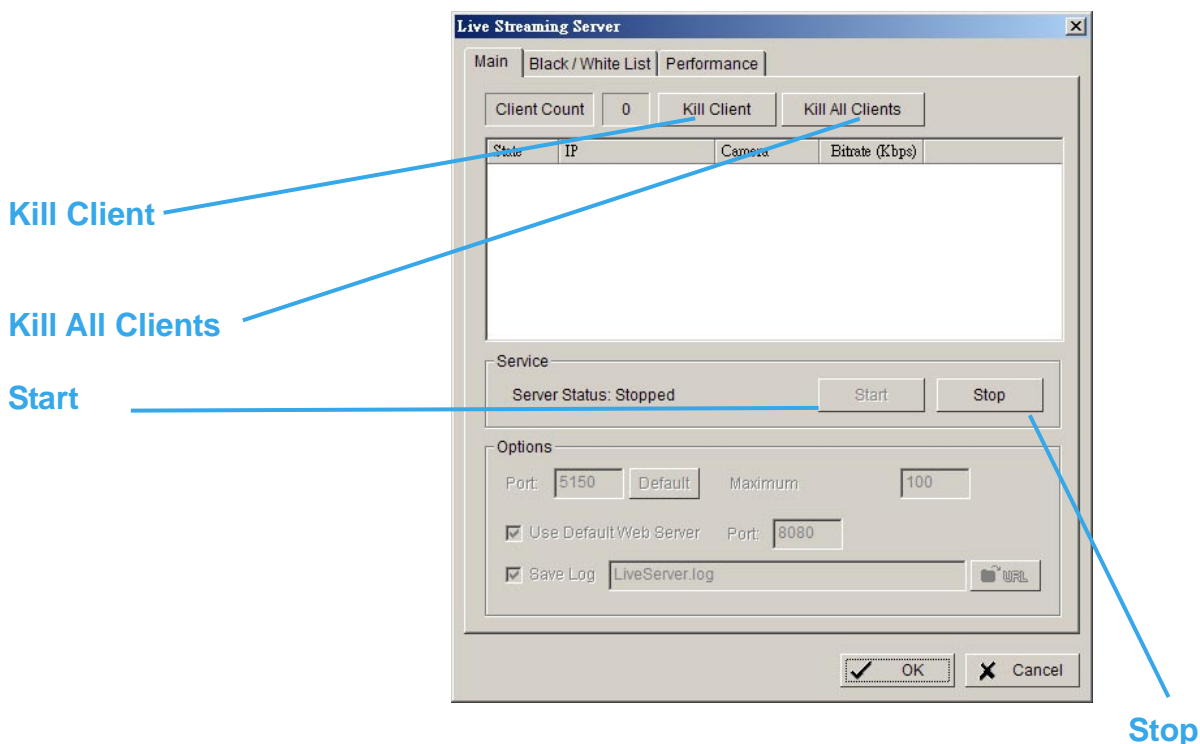 Live Streaming Server
Main Black / White List Performance
Client Count 0 Kill Client Kill All Clients
State IP Camera Bitrate (Kbps)
Kill Client
Kill All Clients
Service
Start
Server Status: Stopped Start Stop
Options
Port: 5150 Default Maximum 100
Use Default Web Server Port: 8080
Save Log LiveServer.log URL
OK Cancel
Stop